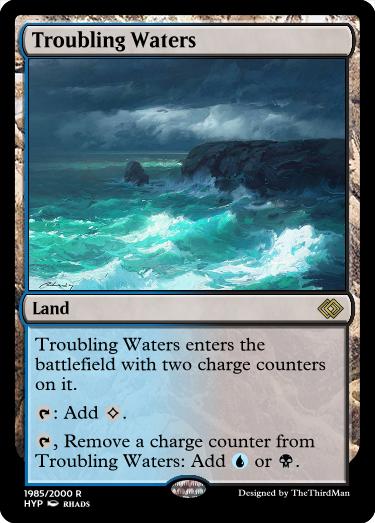 Troubling Waters
Land
Troubling Waters enters the
battlefield with two charge counters
on it.
: Add .
, Remove a charge counter from
Troubling Waters: Add or .
1985/2000 R
HYP RHADS
Designed by TheThirdMan